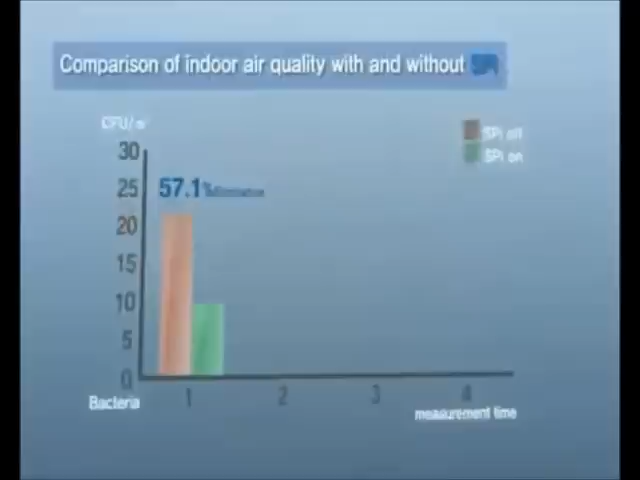 Comparison of indoor air quality with and without SPi
CFU/㎥
SPi off
SPi on
30
25
57.1%
20
15
10
5
0
Bacteria
1
2
3
4
measurement time